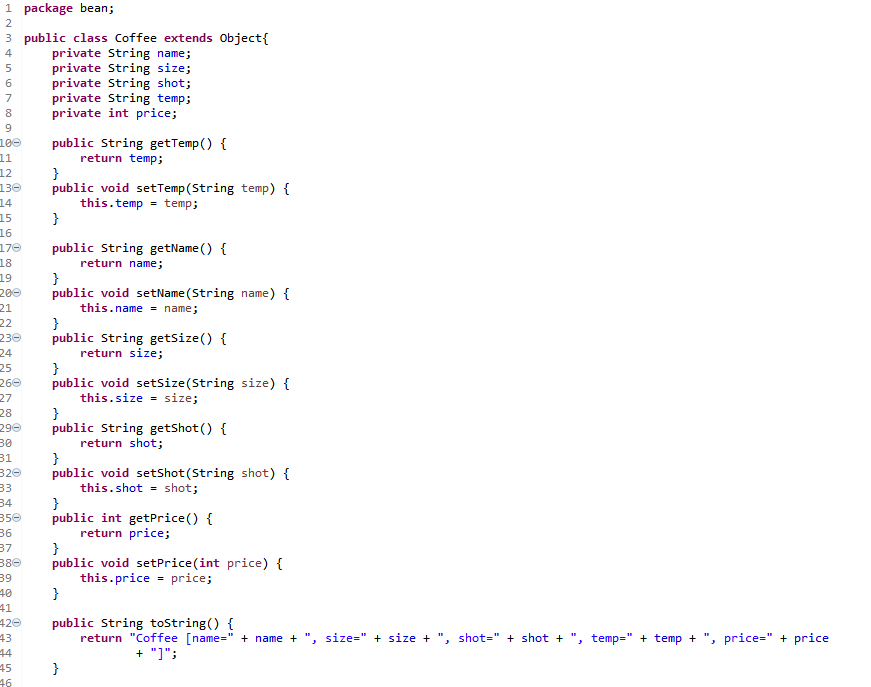 1 package bean;
2
3 public class Coffee extends Object{
4     private String name;
5     private String size;
6     private String shot;
7     private String temp;
8     private int price;
9
10    public String getTemp() {
11        return temp;
12    }
13    public void setTemp(String temp) {
14        this.temp = temp;
15    }
16
17    public String getName() {
18        return name;
19    }
20    public void setName(String name) {
21        this.name = name;
22    }
23    public String getSize() {
24        return size;
25    }
26    public void setSize(String size) {
27        this.size = size;
28    }
29    public String getShot() {
30        return shot;
31    }
32    public void setShot(String shot) {
33        this.shot = shot;
34    }
35    public int getPrice() {
36        return price;
37    }
38    public void setPrice(int price) {
39        this.price = price;
40    }
41
42    public String toString() {
43        return "Coffee [name=" + name + ", size=" + size + ", shot=" + shot + ", temp=" + temp + ", price=" + price
44                + "]";
45    }
46